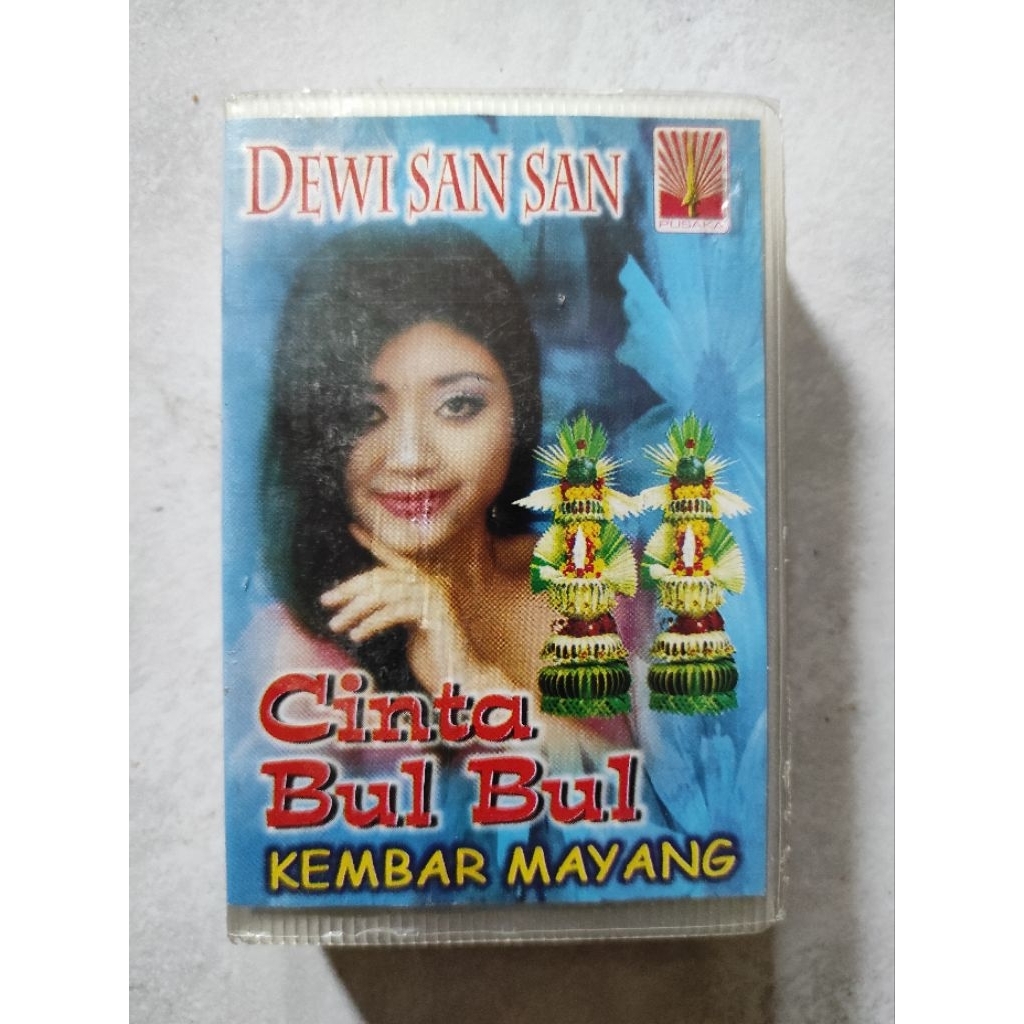 DEWI SAN SAN
PUSAKA
Cinta
Bul Bul
KEMBAR MAYANG